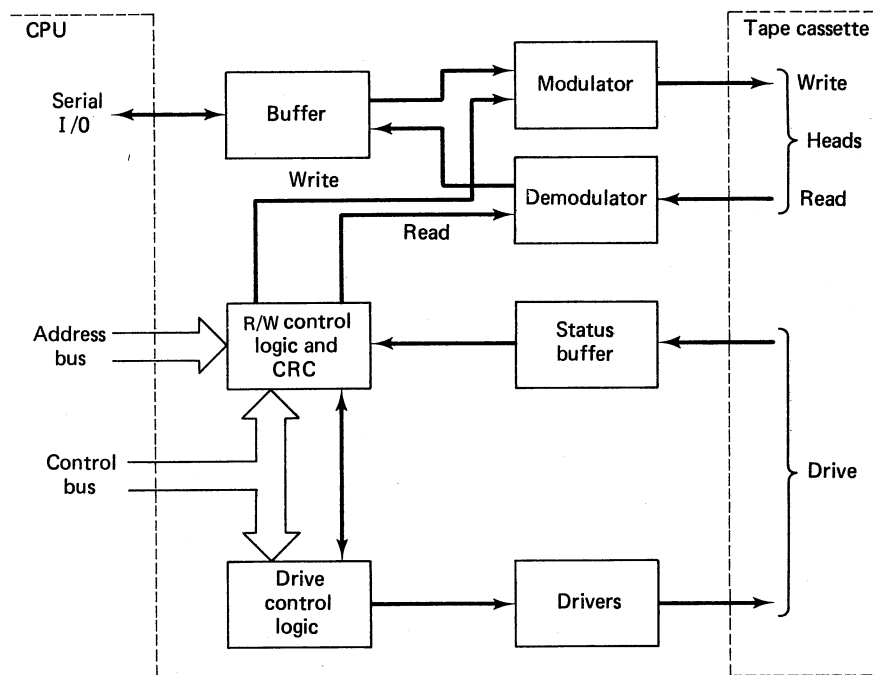 CPU
Tape cassette
Serial
I/0
Buffer
Modulator
Write
Heads
Write
Demodulator
Read
Read
Address
bus
R/W control
logic and
CRC
Status
buffer
Control
bus
Drive
Drive
control
logic
Drivers